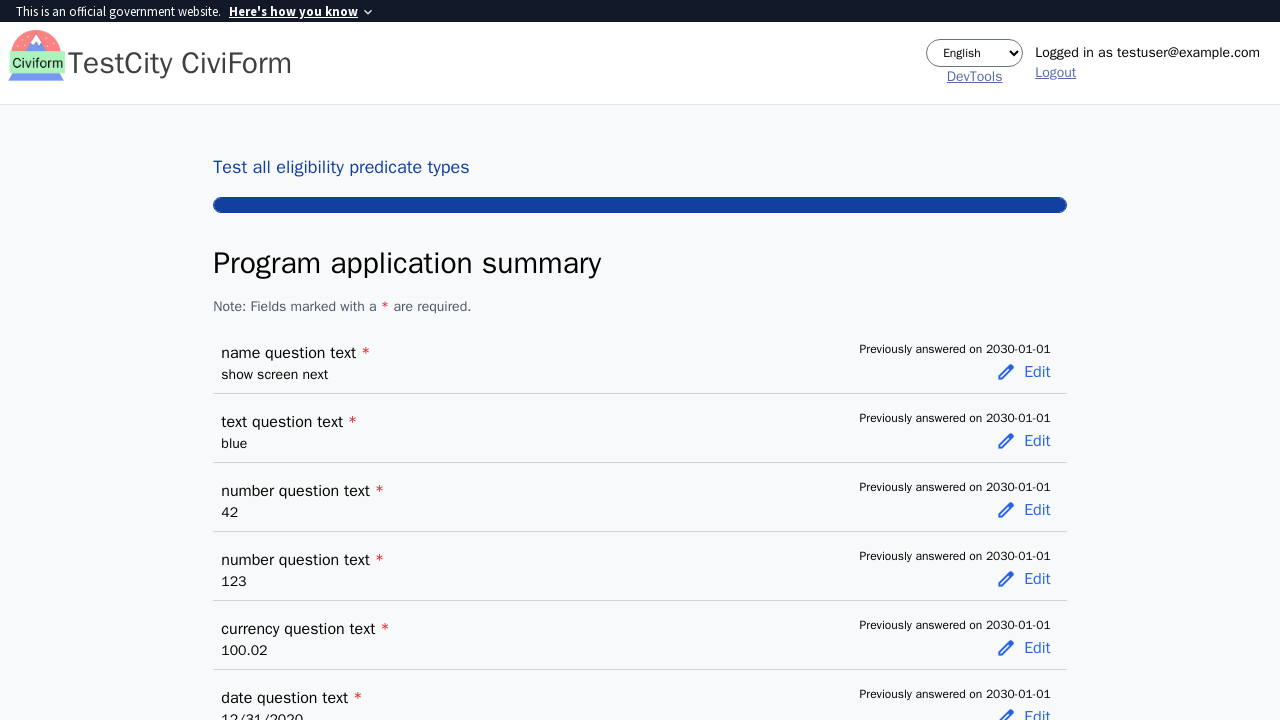 This is an official government website. Here's how you know
Civiform
TestCity CiviForm
English
DevTools
Logged in as testuser@example.com
Logout
Test all eligibility predicate types
Program application summary
Note: Fields marked with a * are required.
name question text *
Previously answered on 2030-01-01
show screen next
Edit
text question text *
Previously answered on 2030-01-01
blue
Edit
number question text *
Previously answered on 2030-01-01
42
Edit
number question text *
Previously answered on 2030-01-01
123
Edit
currency question text *
Previously answered on 2030-01-01
100.02
Edit
date question text *
Previously answered on 2030-01-01
12/31/2020
Edit